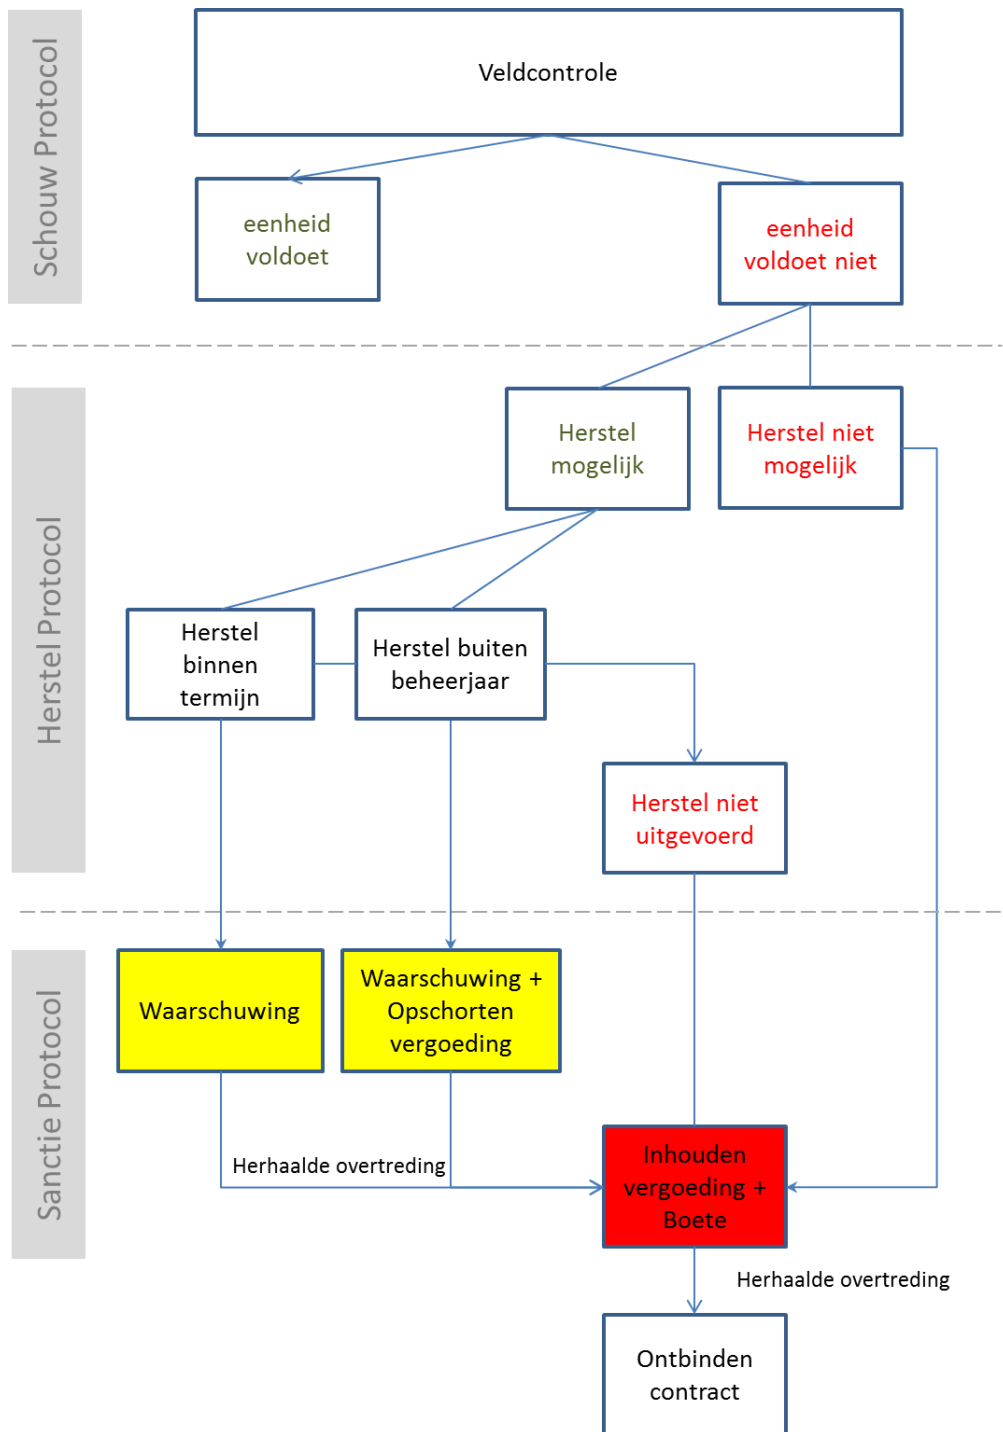 Schouw Protocol
Veldcontrole
eenheid
voldoet
eenheid
voldoet niet
Herstel Protocol
Herstel
mogelijk
Herstel niet
mogelijk
Herstel
binnen
termijn
Herstel buiten
beheerjaar
Herstel niet
uitgevoerd
Sanctie Protocol
Waarschuwing
Waarschuwing +
Opschorten
vergoeding
Herhaalde overtreding
Inhouden
vergoeding +
Boete
Herhaalde overtreding
Ontbinden
contract